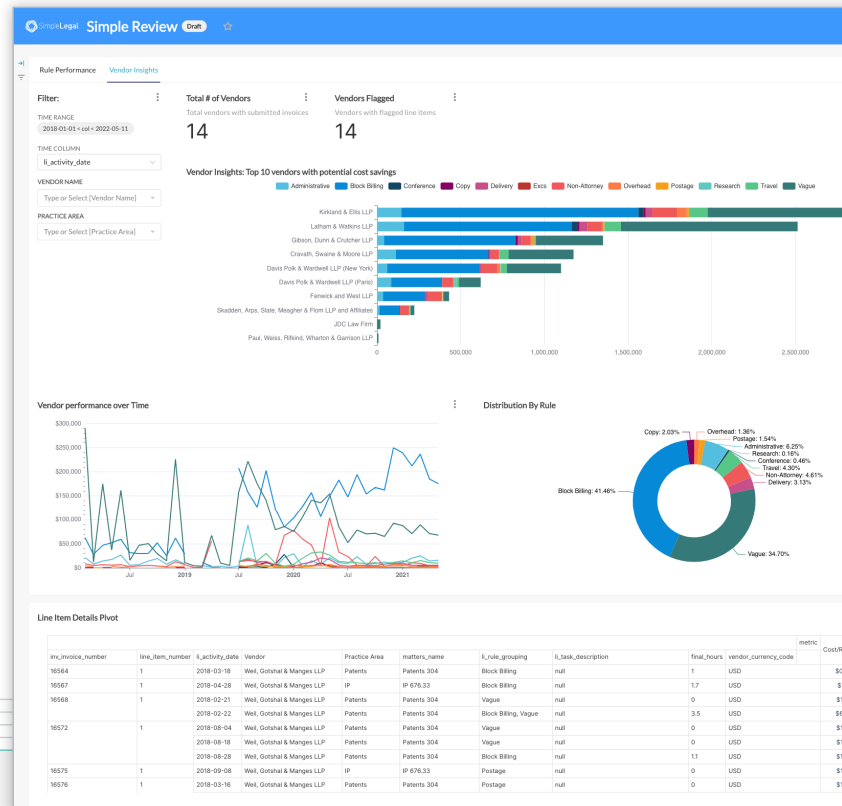 SimpleLegal Simple Review Draft
Rule Performance Vendor Insights
Filter:
TIME RANGE
2018-01-01 < col < 2022-05-11
TIME COLUMN
li_activity_date
VENDOR NAME
Type or Select [Vendor Name]
PRACTICE AREA
Type or Select [Practice Area]
Total # of Vendors
Total vendors with submitted invoices
14
Vendors Flagged
Vendors with flagged line items
14
Vendor Insights: Top 10 vendors with potential cost savings
Administrative Block Billing Conference Copy Delivery Excs Non-Attorney Overhead Postage Research Travel Vague
Kirkland & Ellis LLP
Latham & Watkins LLP
Gibson, Dunn & Crutcher LLP
Cravath, Swaine & Moore LLP
Davis Polk & Wardwell LLP (New York)
Davis Polk & Wardwell LLP (Paris)
Fenwick and West LLP
Skadden, Arps, Slate, Meagher & Flom LLP and Affiliates
JDC Law Firm
Paul, Weiss, Rifkind, Wharton & Garrison LLP
0 500,000 1,000,000 1,500,000 2,000,000 2,500,000
Vendor performance over Time
$300,000
$250,000
$200,000
$150,000
$100,000
$50,000
$0
Jul 2019 Jul 2020 Jul 2021
Distribution By Rule
Copy: 2.03%
Overhead: 1.36%
Postage: 1.54%
Administrative: 6.25%
Research: 0.16%
Conference: 0.46%
Travel: 4.30%
Non-Attorney: 4.61%
Delivery: 3.13%
Block Billing: 41.46%
Vague: 34.70%
Line Item Details Pivot
metric
inv_invoice_number line_item_number li_activity_date Vendor Practice Area matters_name li_rule_grouping li_task_description final_hours vendor_currency_code Cost/R
16564 1 2018-03-18 Weil, Gotshal & Manges LLP Patents Patents 304 Block Billing null 1 USD $0
16567 1 2018-04-28 Weil, Gotshal & Manges LLP IP IP 676.33 Block Billing null 1.7 USD $
16568 1 2018-02-21 Weil, Gotshal & Manges LLP Patents Patents 304 Vague null 0 USD $1
2018-02-22 Weil, Gotshal & Manges LLP Patents Patents 304 Block Billing, Vague null 3.5 USD $6
16572 1 2018-08-04 Weil, Gotshal & Manges LLP Patents Patents 304 Vague null 0 USD $1
2018-08-18 Weil, Gotshal & Manges LLP Patents Patents 304 Vague null 0 USD $1
2018-08-28 Weil, Gotshal & Manges LLP Patents Patents 304 Block Billing null 1.1 USD $1
16575 1 2018-09-08 Weil, Gotshal & Manges LLP IP IP 676.33 Postage null 0 USD $1
16576 1 2018-03-16 Weil, Gotshal & Manges LLP Patents Patents 304 Postage null 0 USD $1